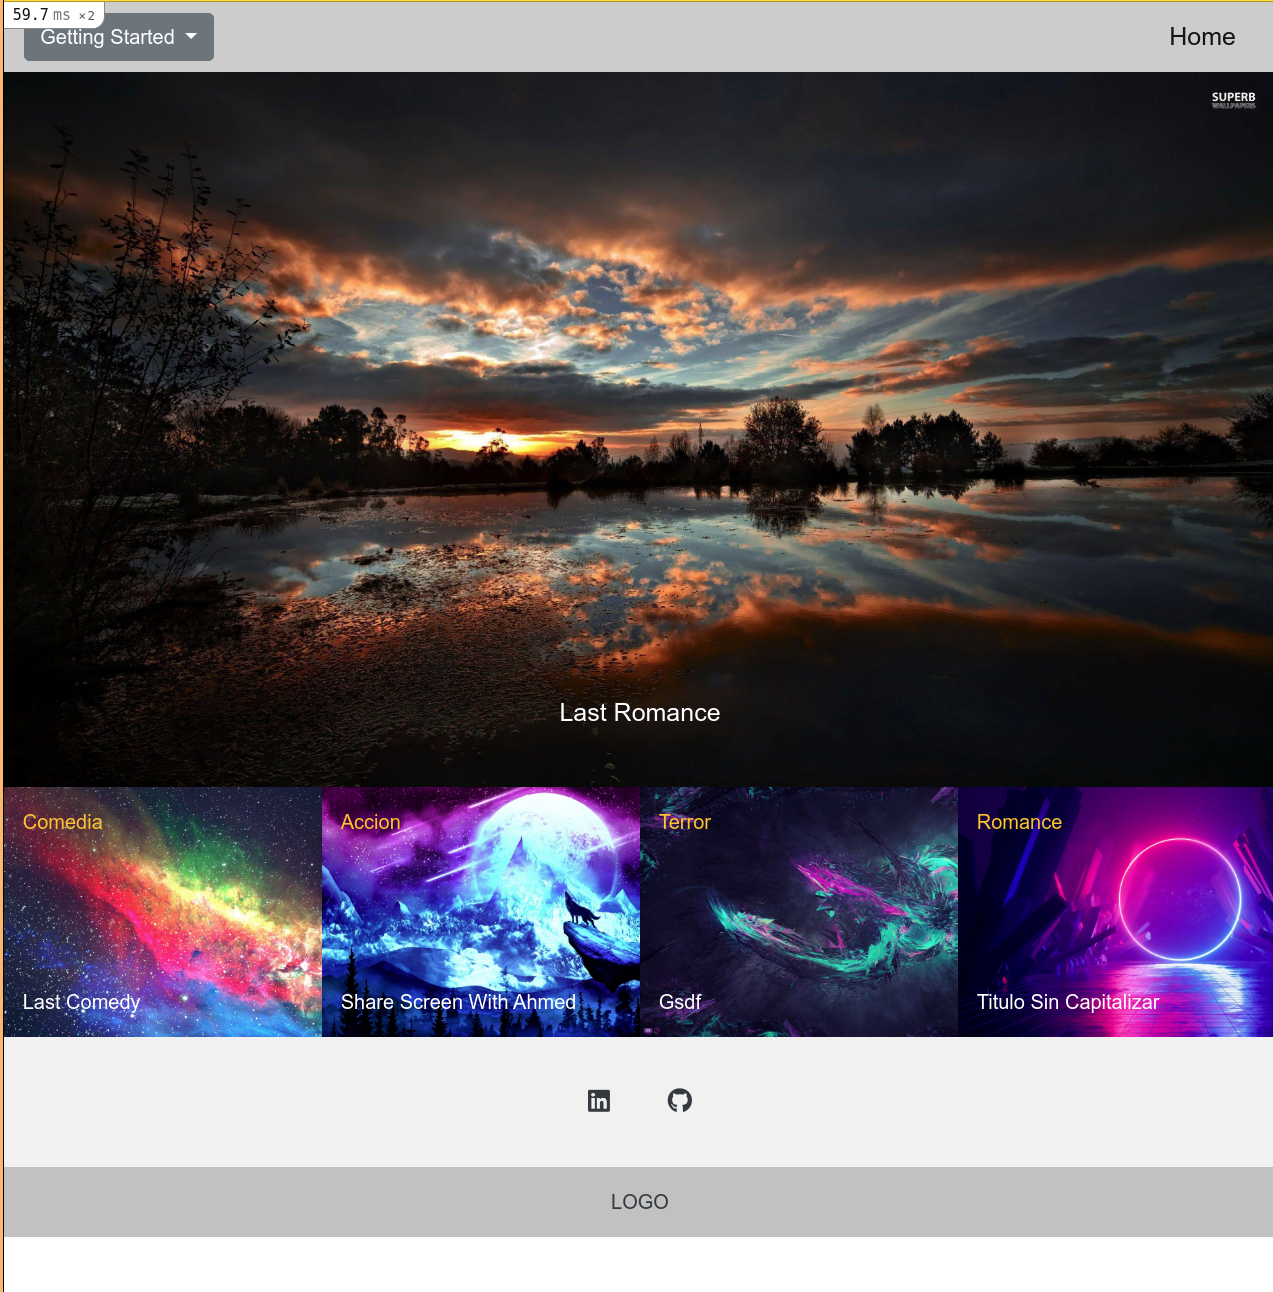 59.7 ms ×2
Getting Started
Home
SUPERB
WALLPAPERS
Last Romance
Comedia
Accion
Terror
Romance
Last Comedy
Share Screen With Ahmed
Gsdf
Titulo Sin Capitalizar
LOGO